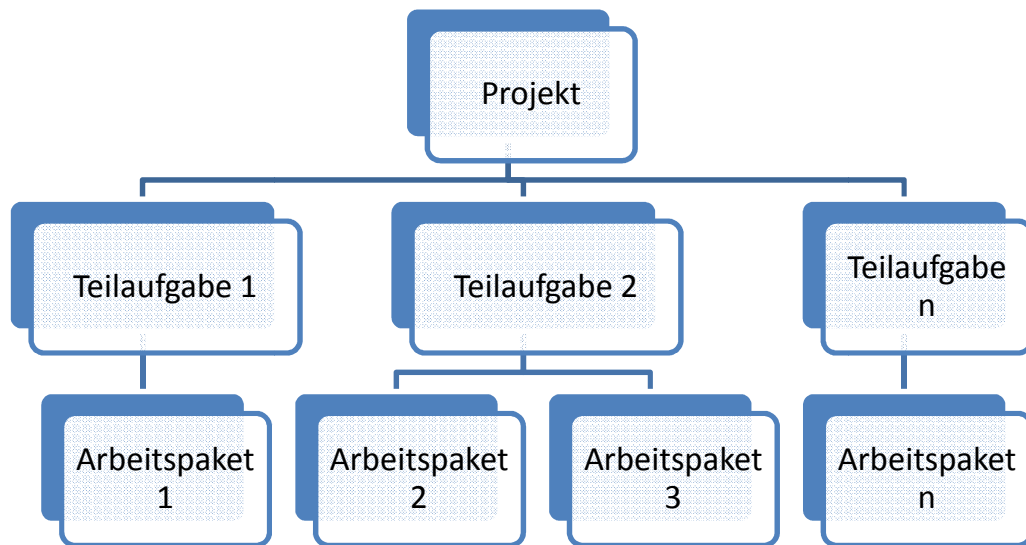 Projekt
Teilaufgabe 1
Teilaufgabe 2
Teilaufgabe
n
Arbeitspaket
1
Arbeitspaket
2
Arbeitspaket
3
Arbeitspaket
n